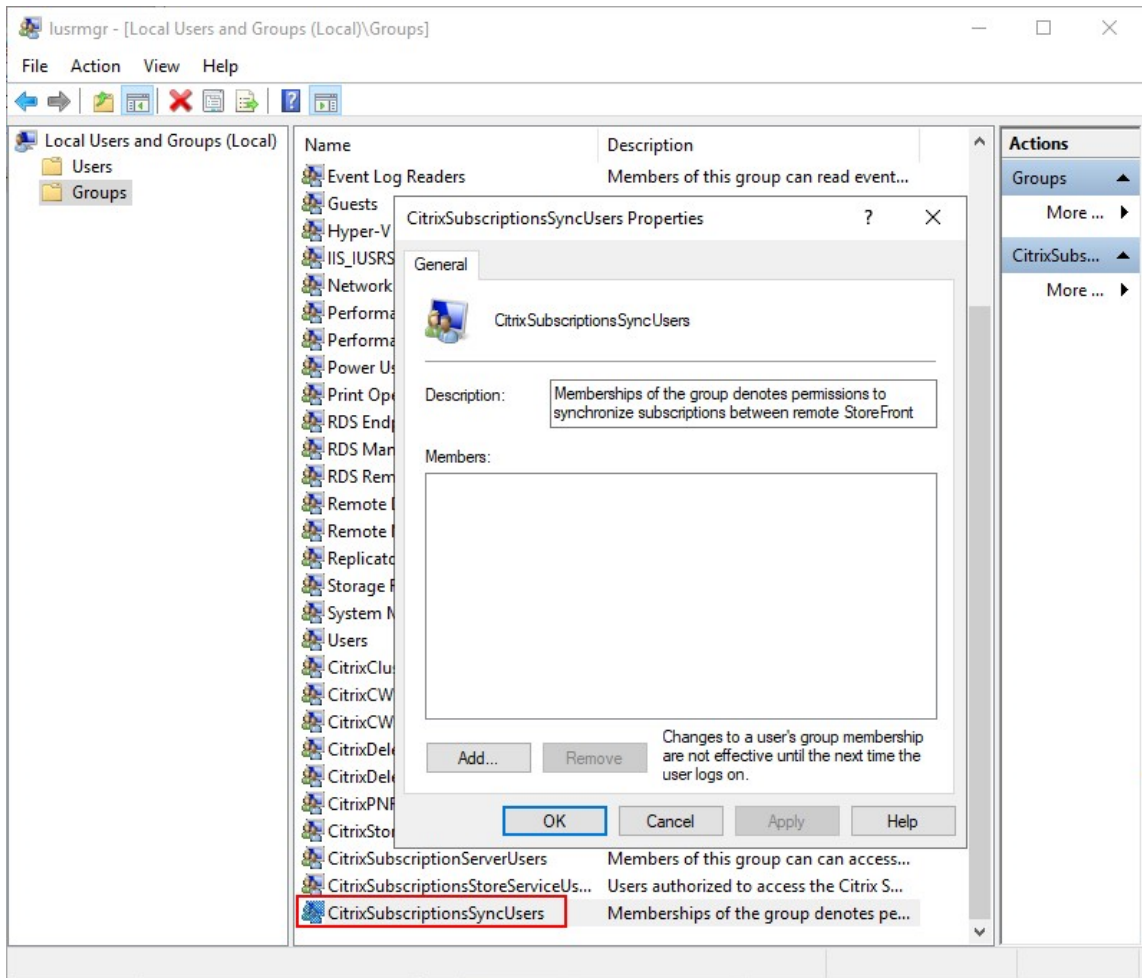 lusrmgr - [Local Users and Groups (Local)\Groups]
File Action View Help
Local Users and Groups (Local)
Users
Groups
Name Description
Event Log Readers Members of this group can read event...
Guests
Hyper-V
IIS_IUSRS
Network
Performa
Performa
Power Us
Print Ope
RDS Endp
RDS Man
RDS Rem
Remote
Remote
Replicato
Storage
System
Users
CitrixClu
CitrixCW
CitrixCW
CitrixDele
CitrixDele
CitrixPN
CitrixStor
CitrixSubscriptionServerUsers Members of this group can can access...
CitrixSubscriptionsStoreServiceUs... Users authorized to access the Citrix S...
CitrixSubscriptionsSyncUsers Memberships of the group denotes pe...
CitrixSubscriptionsSyncUsers Properties ?
General
CitrixSubscriptionsSyncUsers
Description: Memberships of the group denotes permissions to
synchronize subscriptions between remote StoreFront
Members:
Add... Remove
Changes to a user's group membership
are not effective until the next time the
user logs on.
OK Cancel Apply Help
Actions
Groups
More ...
CitrixSubs...
More ...